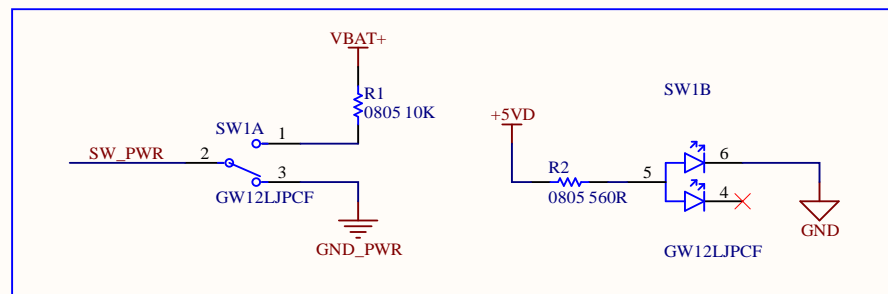 VBAT+
R1
0805 10K
SW1A
1
SW_PWR
2
3
GW12LJPCF
GND_PWR
SW1B
+5VD
R2
0805 560R
5
6
4
GND
GW12LJPCF